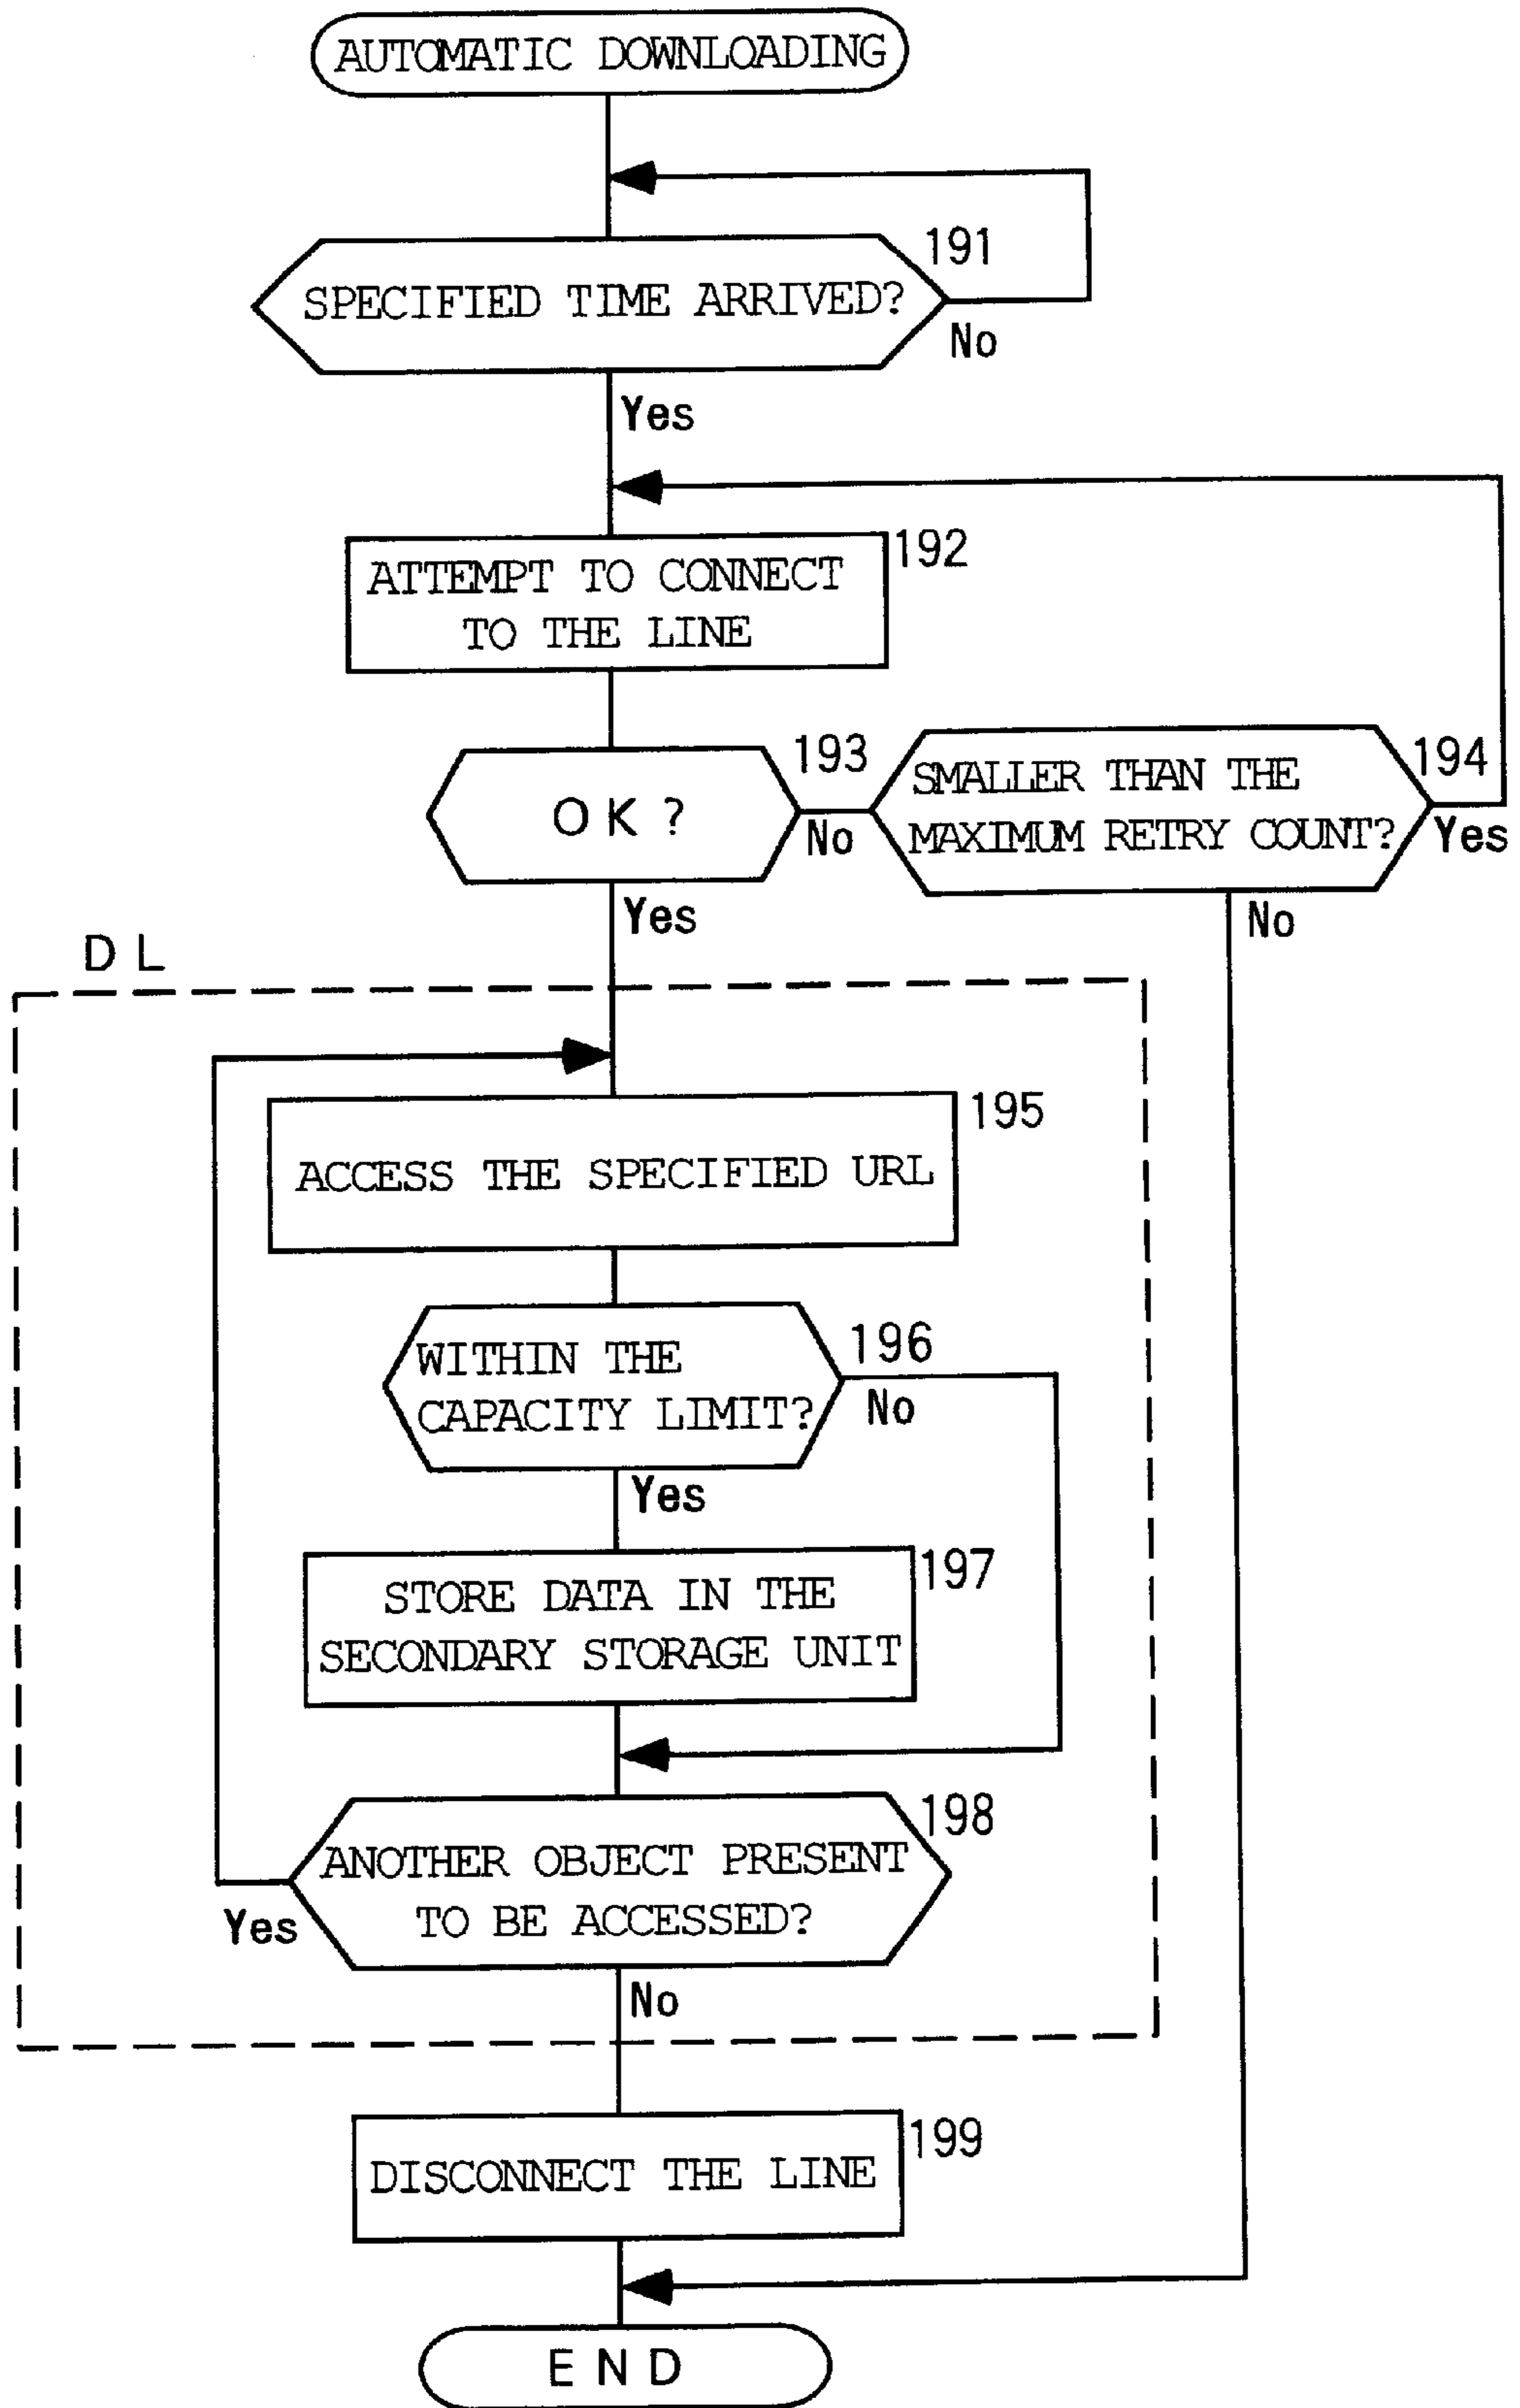 AUTOMATIC DOWNLOADING
191
SPECIFIED TIME ARRIVED?
No
Yes
192
ATTEMPT TO CONNECT
TO THE LINE
193
OK?
No
194
SMALLER THAN THE
MAXIMUM RETRY COUNT?
Yes
No
Yes
DL
195
ACCESS THE SPECIFIED URL
196
WITHIN THE
CAPACITY LIMIT?
No
Yes
197
STORE DATA IN THE
SECONDARY STORAGE UNIT
198
ANOTHER OBJECT PRESENT
TO BE ACCESSED?
Yes
No
199
DISCONNECT THE LINE
END